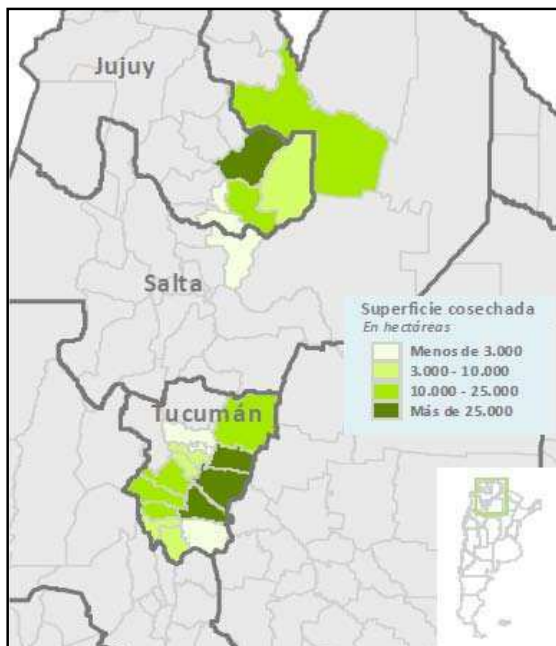 Jujuy
Salta
Superficie cosechada
En hectáreas
Menos de 3.000
3.000 - 10.000
10.000 - 25.000
Más de 25.000
Tucumán